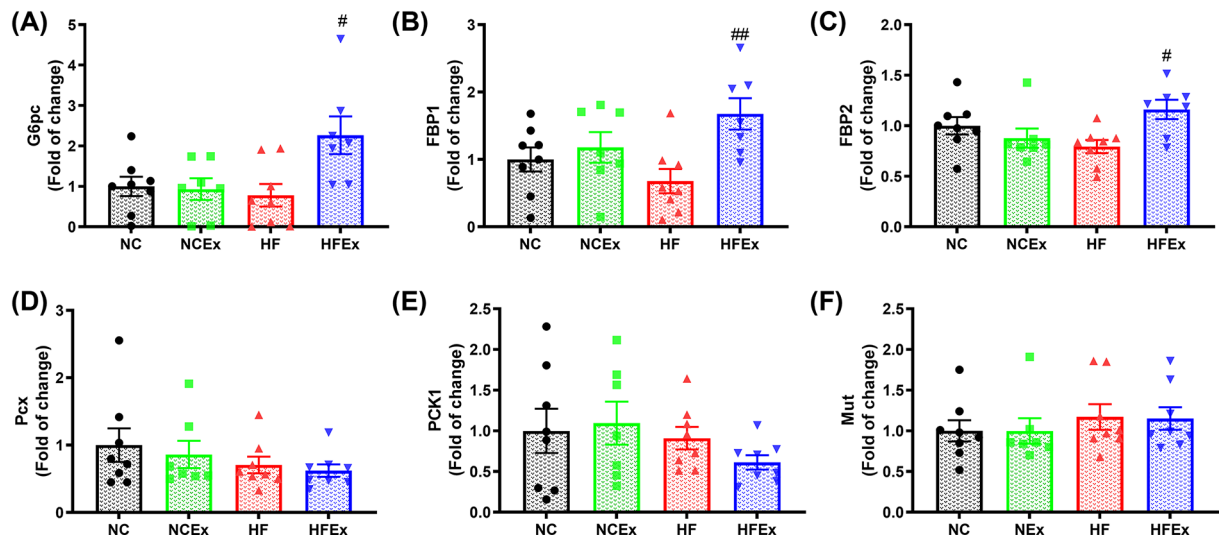 (A)
G6pc
(Fold of change)
5
4
3
2
1
0
#
NC NCEx HF HFEx
(B)
FBP1
(Fold of change)
3
2
1
0
##
NC NCEx HF HFEx
(C)
FBP2
(Fold of change)
2.0
1.5
1.0
0.5
0.0
#
NC NCEx HF HFEx
(D)
Pcx
(Fold of change)
3
2
1
0
NC NCEx HF HFEx
(E)
PCK1
(Fold of change)
2.5
2.0
1.5
1.0
0.5
0.0
NC NCEx HF HFEx
(F)
Mut
(Fold of change)
2.5
2.0
1.5
1.0
0.5
0.0
NC NEx HF HFEx